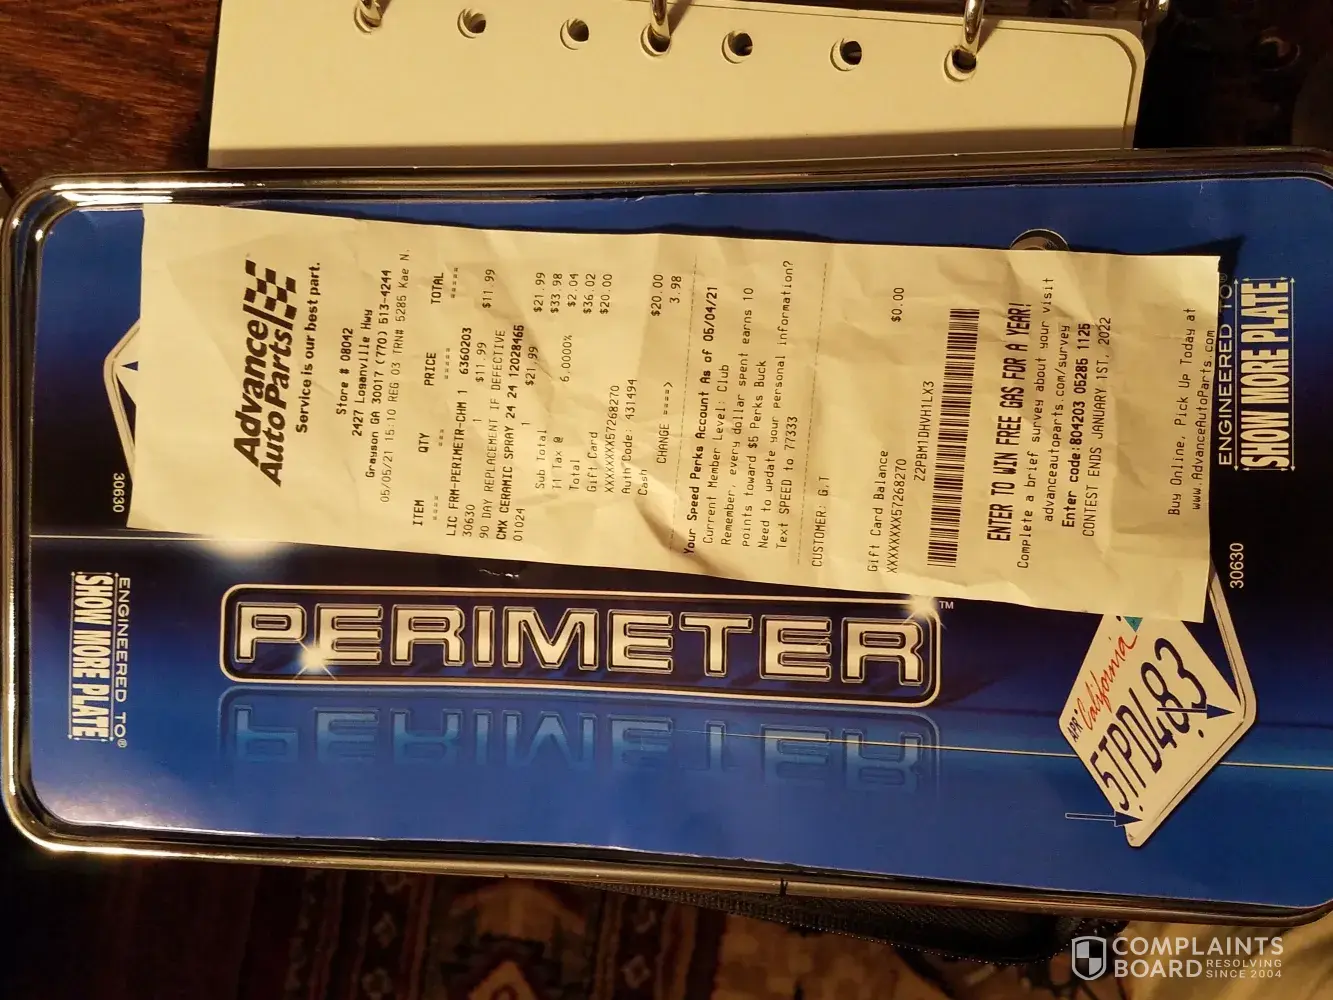 Advance
Auto Parts
Service is our best part.
Store # 08042
2427 Loganville Hwy
Grayson GA 30017 (770) 513-4244
05/05/21 15:10 REG 03 TRN# 5285 Kae N.
ITEM QTY PRICE TOTAL
==== === ===== =====
LIC FRM-PERIMETR-CHM 1 6360203
30630 1 $11.99 $11.99
90 DAY REPLACEMENT IF DEFECTIVE
CMX CERAMIC SPRAY 24 24 12028465
01024 1 $21.99 $21.99
Sub Total $33.98
T1 Tax @ 6.0000% $2.04
Total $36.02
Gift Card $20.00
XXXXXXXX57268270
Auth Code: 431494
Cash $20.00
CHANGE ====> 3.98
Your Speed Perks Account As of 05/04/21
Current Member Level: Club
Remember, every dollar spent earns 10
points toward $5 Perks Buck
Need to update your personal information?
Text SPEED to 77333
CUSTOMER: G,T
Gift Card Balance $0.00
XXXXXXXX57268270
Z2PBM1DHVH1LX3
ENTER TO WIN FREE GAS FOR A YEAR!
Complete a brief survey about your visit
advanceautoparts.com/survey
Enter code:804203 05285 1125
CONTEST ENDS JANUARY 1ST, 2022
Buy Online, Pick Up Today at
www.AdvanceAutoParts.com
30630
ENGINEERED TO®
SHOW MORE PLATE
PERIMETER™
ENGINEERED TO®
SHOW MORE PLATE
30630
APR California
5TPD483
COMPLAINTS
BOARD RESOLVING
SINCE 2004